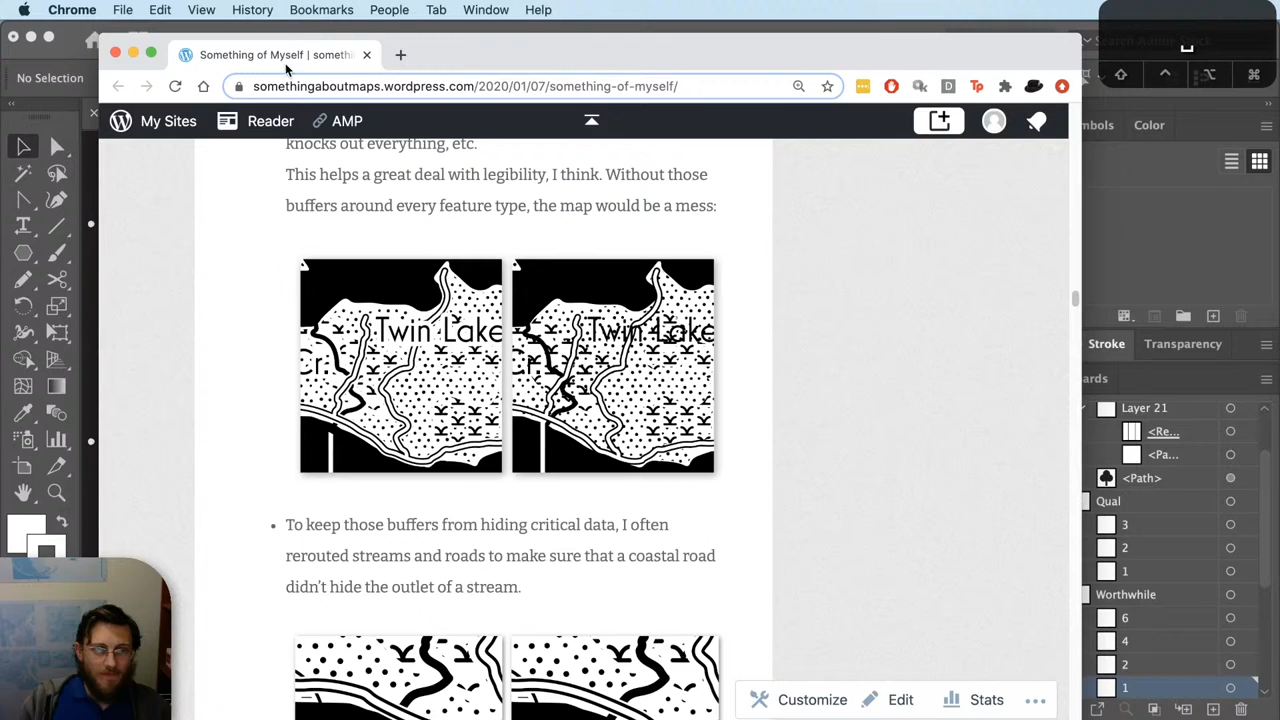 Chrome File Edit View History Bookmarks People Tab Window Help
Something of Myself | somethi
No Selection
somethingaboutmaps.wordpress.com/2020/01/07/something-of-myself/
My Sites Reader AMP
knocks out everything, etc.
This helps a great deal with legibility, I think. Without those
buffers around every feature type, the map would be a mess:
Twin Lake
Twin Lake
Cr.
To keep those buffers from hiding critical data, I often
rerouted streams and roads to make sure that a coastal road
didn't hide the outlet of a stream.
Customize Edit Stats
mbols Color
Stroke Transparency
ards
Layer 21
<Re...
<Pa...
<Path>
Qual
3
2
1
Worthwhile
6
4
2
1